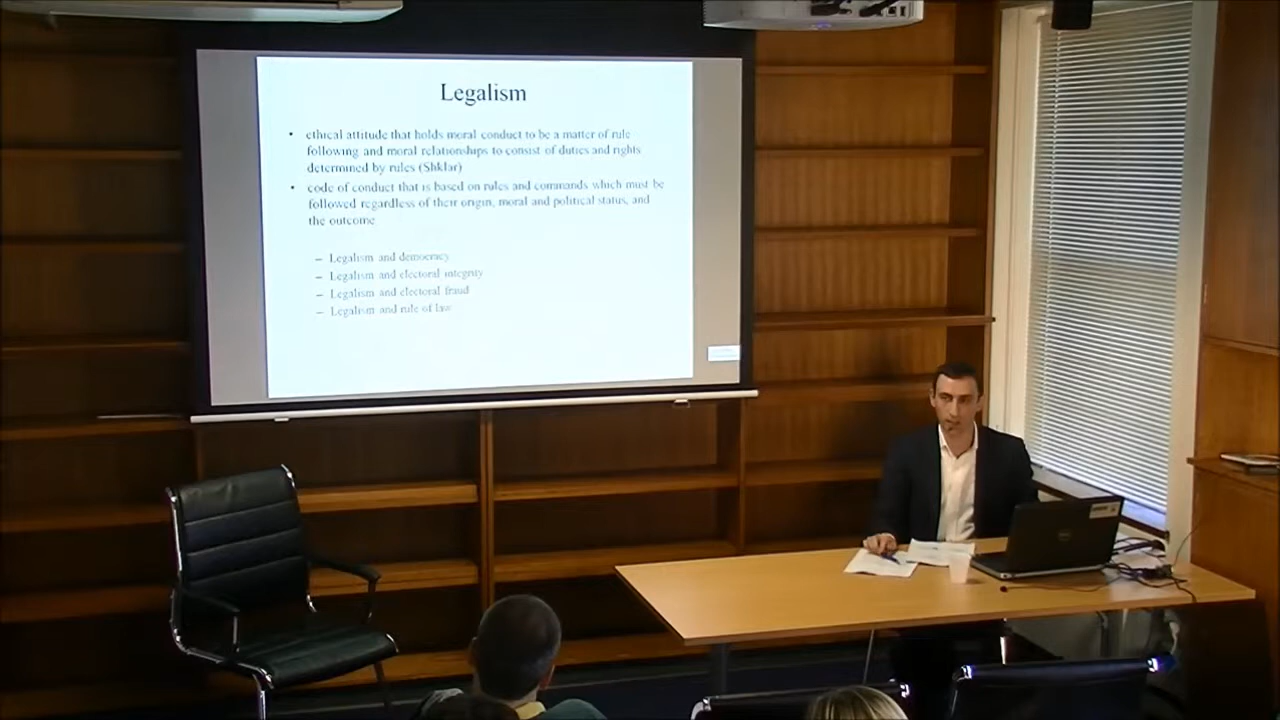 Legalism
• ethical attitude that holds moral conduct to be a matter of rule
following and moral relationships to consist of duties and rights
determined by rules (Shklar)
• code of conduct that is based on rules and commands which must be
followed regardless of their origin, moral and political status, and
the outcome
– Legalism and democracy
– Legalism and electoral integrity
– Legalism and electoral fraud
– Legalism and rule of law